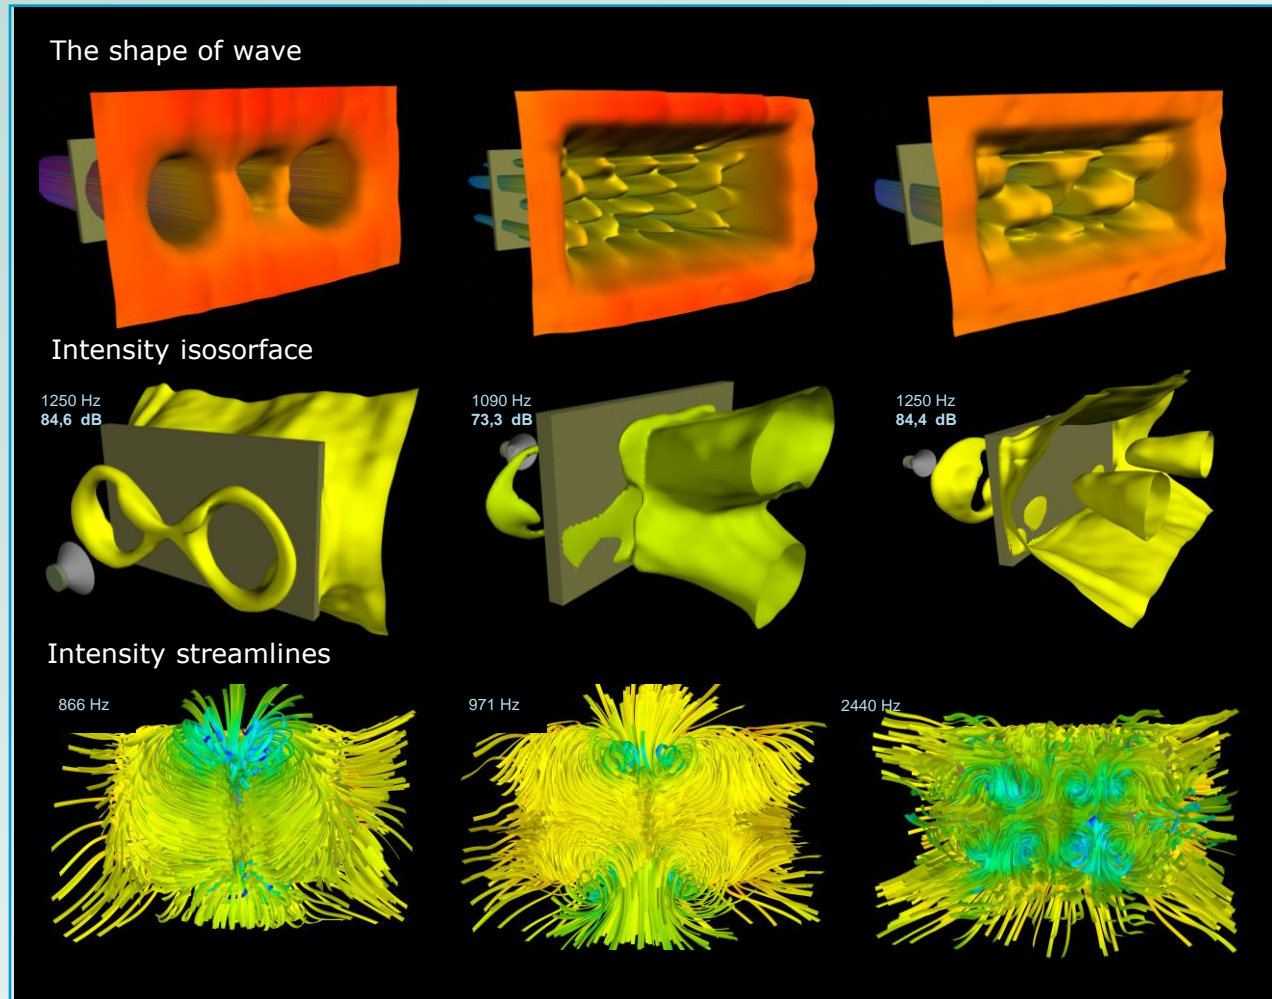 The shape of wave
Intensity isosorface
1250 Hz
84,6 dB
1090 Hz
73,3 dB
1250 Hz
84,4 dB
Intensity streamlines
866 Hz
971 Hz
2440 Hz